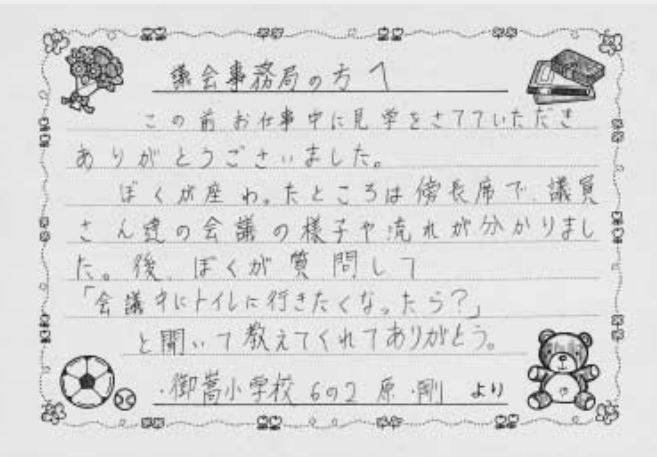 議会事務局の方へ
この前お仕事中に見学をさてていただき
ありがとうございました。
ぼくが座わったところは傍長席で、議員
さん達の会議の様子や流れが分かりまし
た。後、ぼくが質問して
「会議中にトイレに行きたくなったら？」
と聞いて教えてくれてありがとう。
御嵩小学校 6の2 原 剛 より